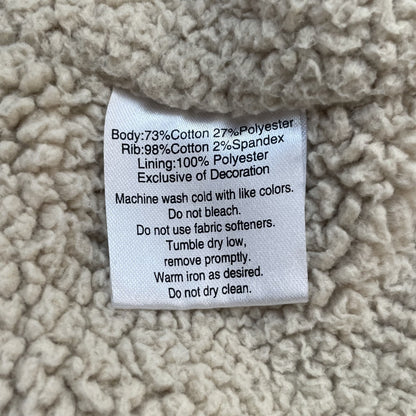 Body:73%Cotton 27%Polyester
Rib:98%Cotton 2%Spandex
Lining:100% Polyester
Exclusive of Decoration
Machine wash cold with like colors.
Do not bleach.
Do not use fabric softeners.
Tumble dry low,
remove promptly.
Warm iron as desired.
Do not dry clean.